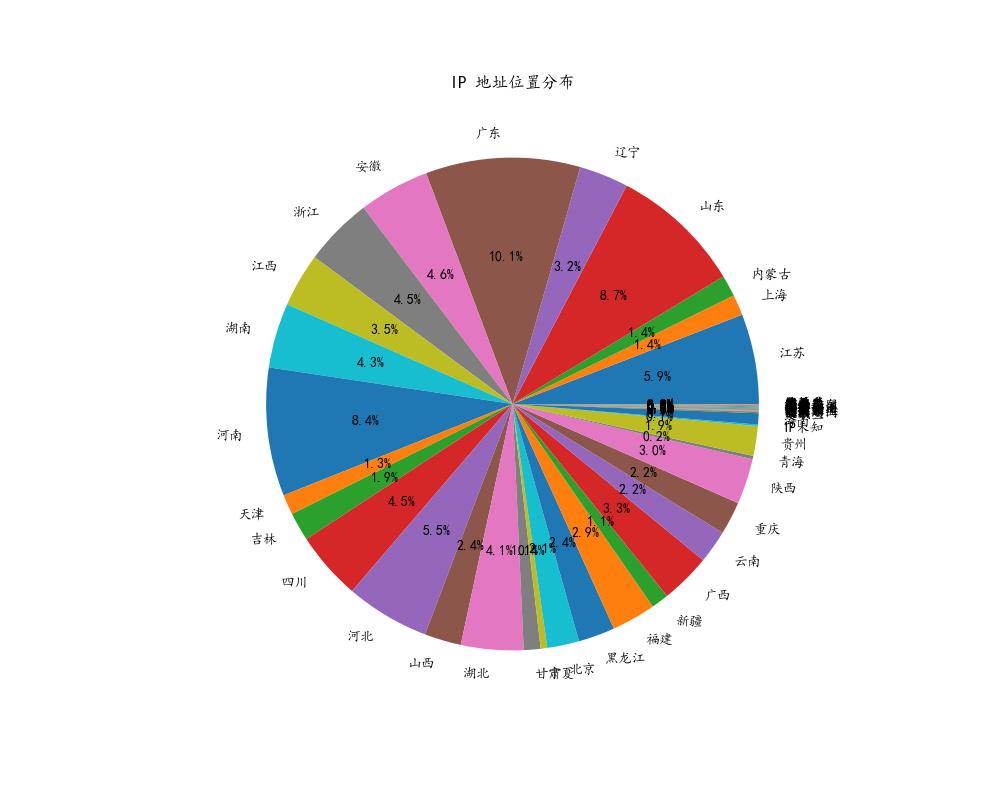 IP 地址位置分布
广东
辽宁
安徽
山东
浙江
江西
内蒙古
上海
湖南
江苏
河南
IP未知
贵州
青海
陕西
天津
重庆
吉林
云南
四川
广西
新疆
河北
福建
山西
黑龙江
湖北
北京
甘肃
10.1%
3.2%
4.6%
8.7%
4.5%
3.5%
1.4%
1.4%
4.3%
5.9%
8.4%
1.9%
0.2%
3.0%
1.3%
1.9%
2.2%
2.2%
4.5%
3.3%
1.1%
5.5%
2.9%
2.4%
2.4%
4.1%